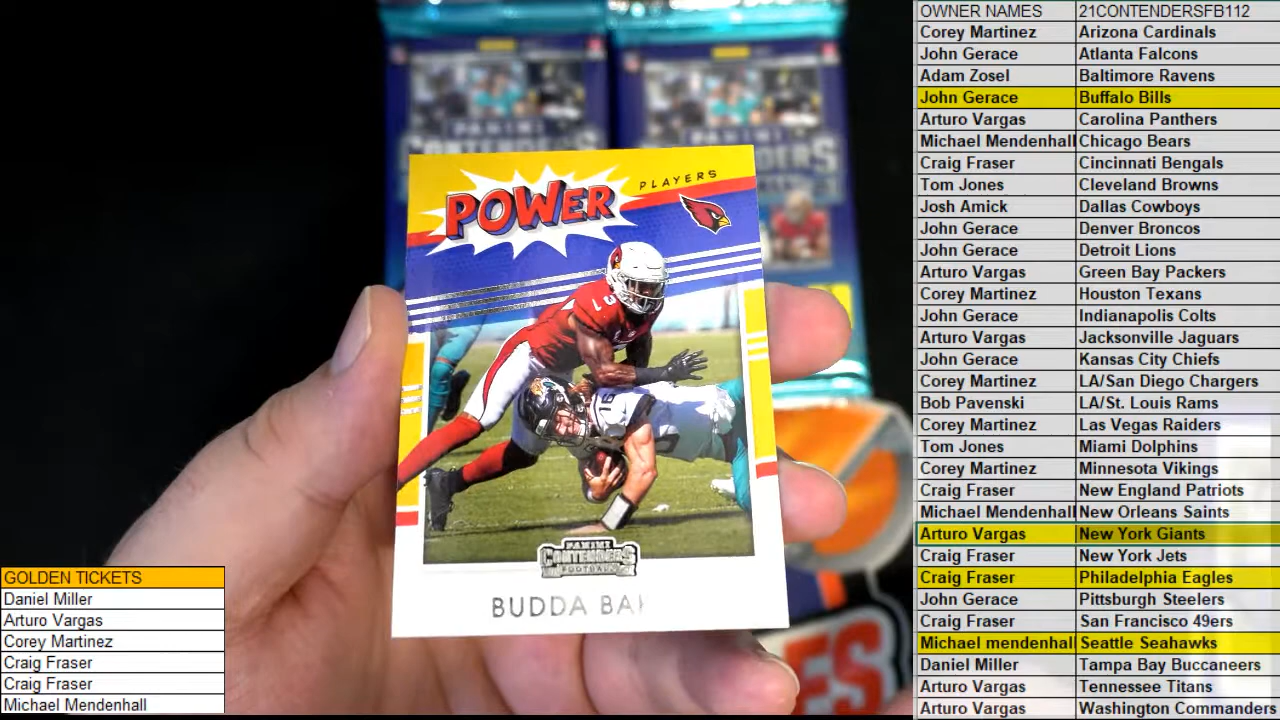 POWER
PLAYERS
PANINI
CONTENDERS
FOOTBALL
BUDDA BA
PANINI
PANINI
GOLDEN TICKETS
Daniel Miller
Arturo Vargas
Corey Martinez
Craig Fraser
Craig Fraser
Michael Mendenhall
OWNER NAMES 21CONTENDERSFB112
Corey Martinez Arizona Cardinals
John Gerace Atlanta Falcons
Adam Zosel Baltimore Ravens
John Gerace Buffalo Bills
Arturo Vargas Carolina Panthers
Michael Mendenhall Chicago Bears
Craig Fraser Cincinnati Bengals
Tom Jones Cleveland Browns
Josh Amick Dallas Cowboys
John Gerace Denver Broncos
John Gerace Detroit Lions
Arturo Vargas Green Bay Packers
Corey Martinez Houston Texans
John Gerace Indianapolis Colts
Arturo Vargas Jacksonville Jaguars
John Gerace Kansas City Chiefs
Corey Martinez LA/San Diego Chargers
Bob Pavenski LA/St. Louis Rams
Corey Martinez Las Vegas Raiders
Tom Jones Miami Dolphins
Corey Martinez Minnesota Vikings
Craig Fraser New England Patriots
Michael Mendenhall New Orleans Saints
Arturo Vargas New York Giants
Craig Fraser New York Jets
Craig Fraser Philadelphia Eagles
John Gerace Pittsburgh Steelers
Craig Fraser San Francisco 49ers
Michael mendenhall Seattle Seahawks
Daniel Miller Tampa Bay Buccaneers
Arturo Vargas Tennessee Titans
Arturo Vargas Washington Commanders